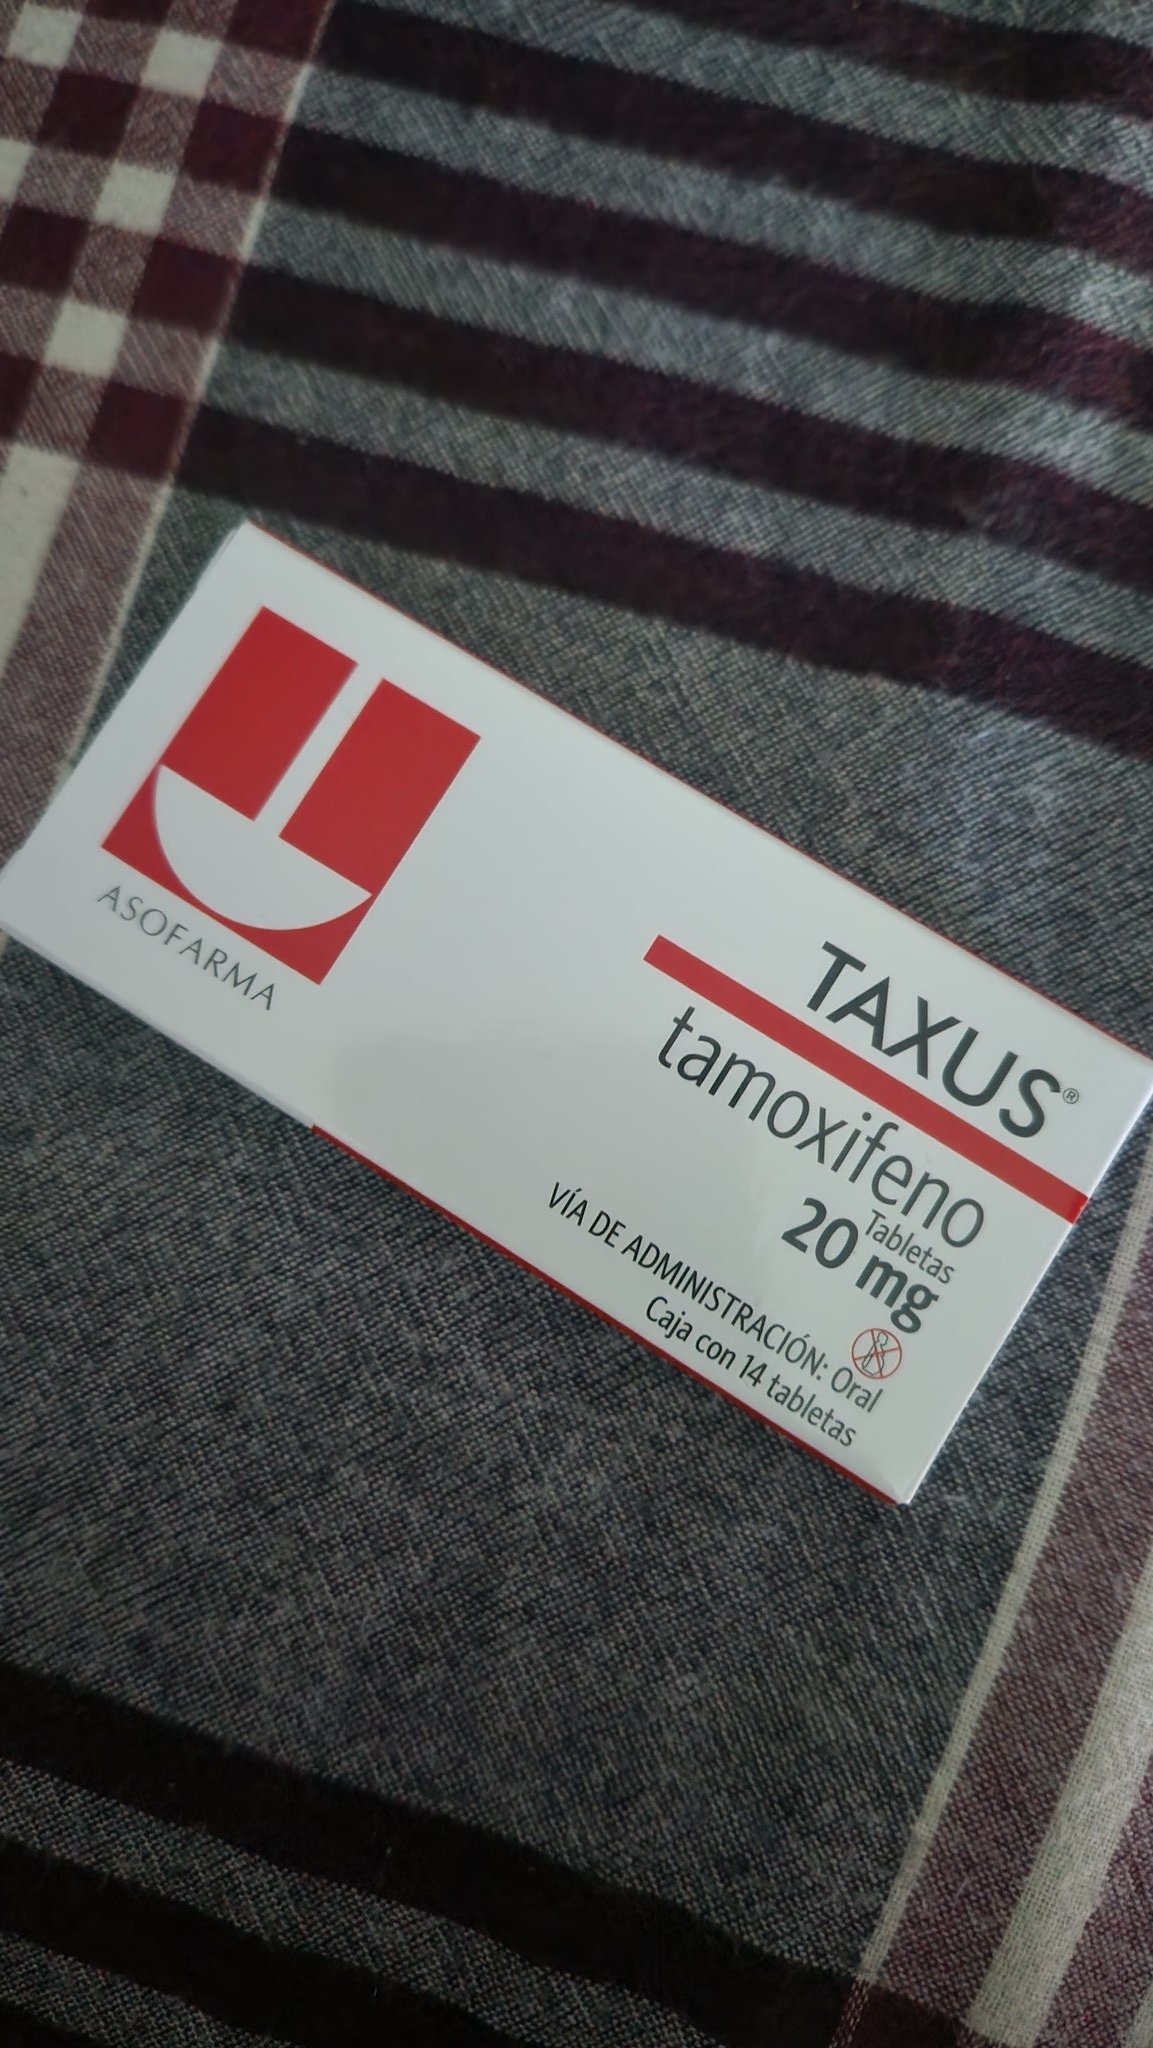 ASOFARMA
TAXUS®
tamoxifeno
Tabletas
20 mg
VÍA DE ADMINISTRACIÓN: Oral
Caja con 14 tabletas